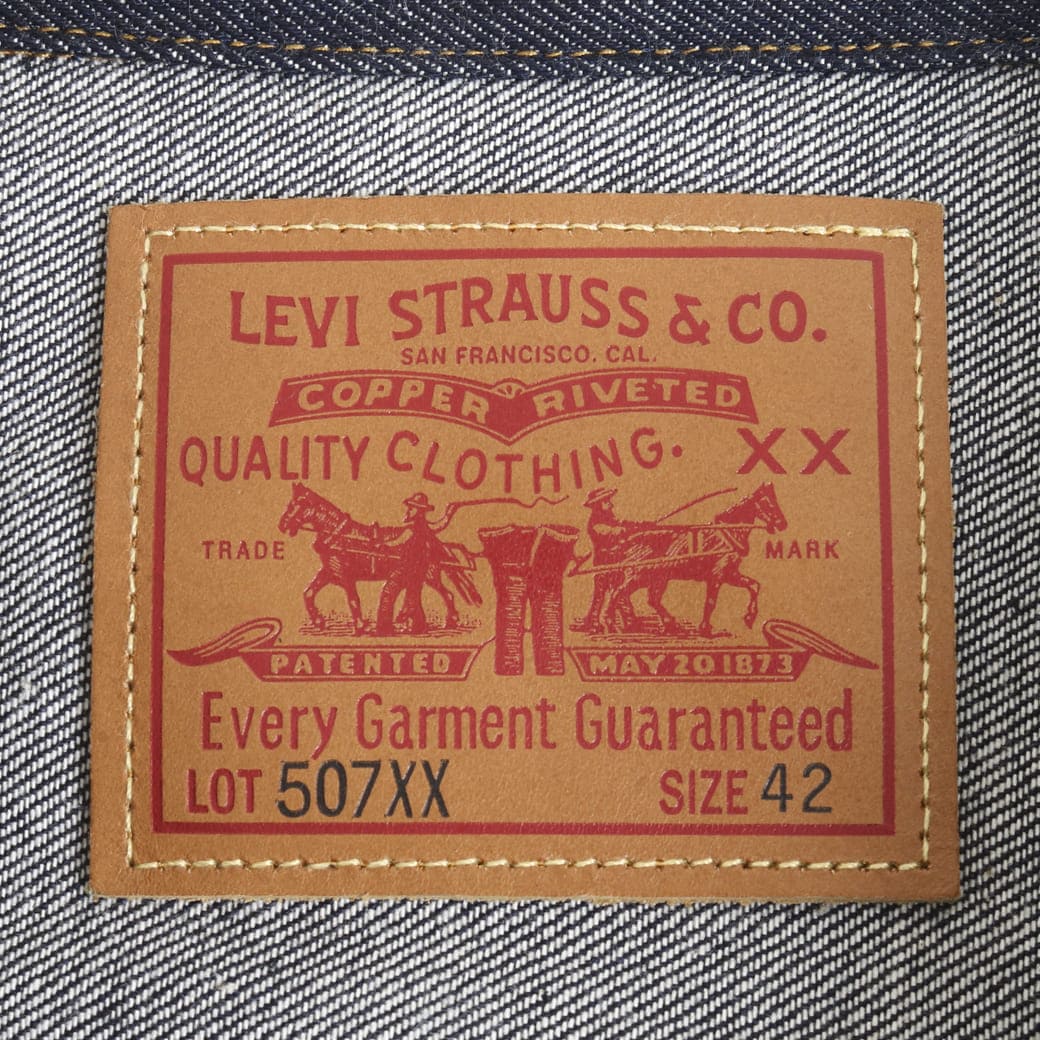 LEVI STRAUSS & CO.
SAN FRANCISCO. CAL.
COPPER RIVETED
QUALITY CLOTHING. XX
TRADE MARK
PATENTED MAY 20 1873
Every Garment Guaranteed
LOT 507XX SIZE 42